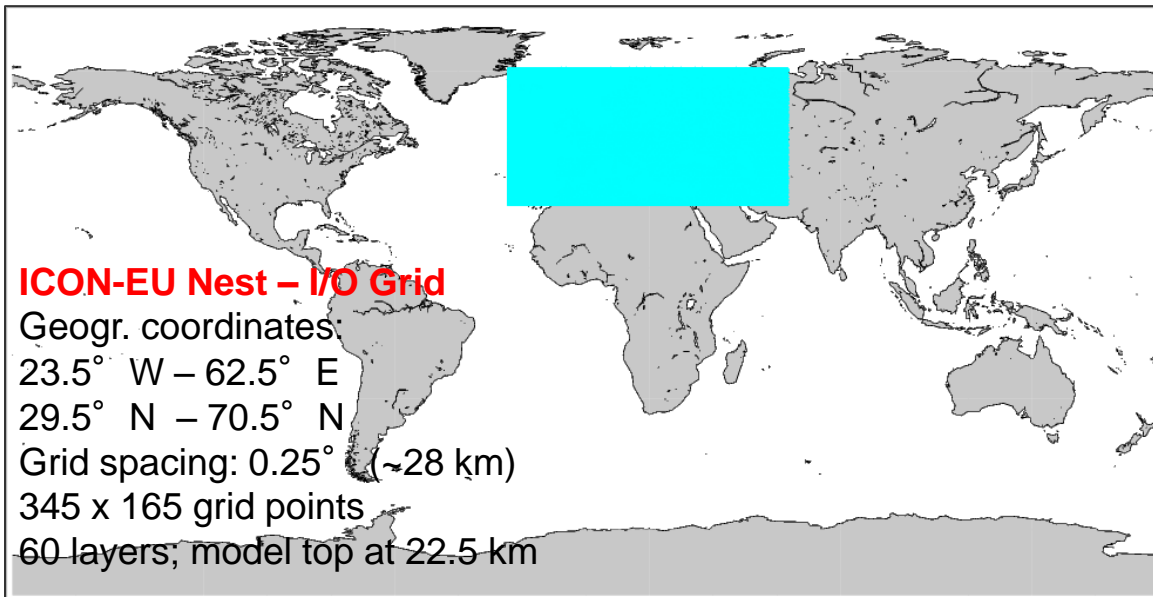 ICON-EU Nest – I/O Grid
Geogr. coordinates:
23.5° W – 62.5° E
29.5° N – 70.5° N
Grid spacing: 0.25° (~28 km)
345 x 165 grid points
60 layers; model top at 22.5 km